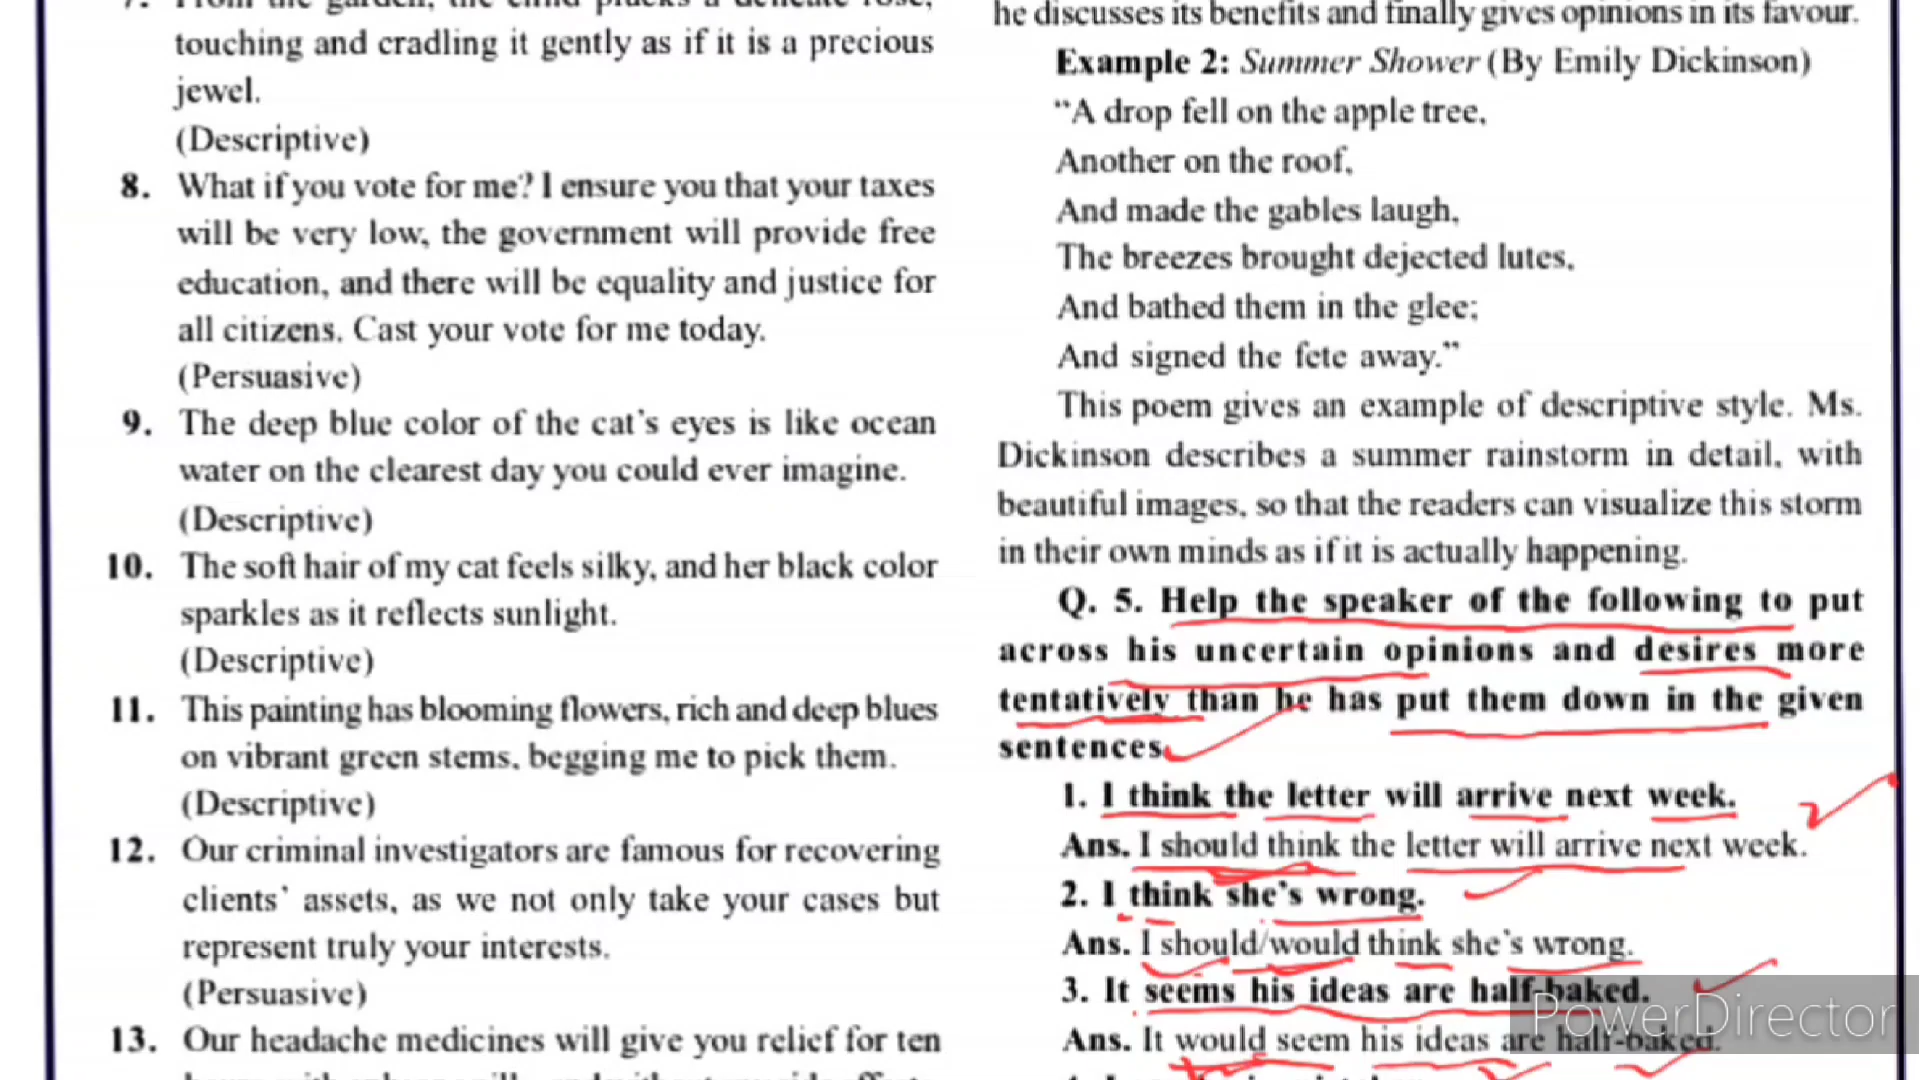 7. From the garden, the child plucks a delicate rose,
touching and cradling it gently as if it is a precious
jewel.
(Descriptive)
8. What if you vote for me? I ensure you that your taxes
will be very low, the government will provide free
education, and there will be equality and justice for
all citizens. Cast your vote for me today.
(Persuasive)
9. The deep blue color of the cat's eyes is like ocean
water on the clearest day you could ever imagine.
(Descriptive)
10. The soft hair of my cat feels silky, and her black color
sparkles as it reflects sunlight.
(Descriptive)
11. This painting has blooming flowers, rich and deep blues
on vibrant green stems, begging me to pick them.
(Descriptive)
12. Our criminal investigators are famous for recovering
clients' assets, as we not only take your cases but
represent truly your interests.
(Persuasive)
13. Our headache medicines will give you relief for ten
he discusses its benefits and finally gives opinions in its favour.
Example 2: Summer Shower (By Emily Dickinson)
"A drop fell on the apple tree,
Another on the roof,
And made the gables laugh,
The breezes brought dejected lutes,
And bathed them in the glee;
And signed the fete away."
This poem gives an example of descriptive style. Ms.
Dickinson describes a summer rainstorm in detail, with
beautiful images, so that the readers can visualize this storm
in their own minds as if it is actually happening.
Q. 5. Help the speaker of the following to put
across his uncertain opinions and desires more
tentatively than he has put them down in the given
sentences.
1. I think the letter will arrive next week.
Ans. I should think the letter will arrive next week.
2. I think she's wrong.
Ans. I should/would think she's wrong.
3. It seems his ideas are half-baked.
Ans. It would seem his ideas are half-baked.
PowerDirector